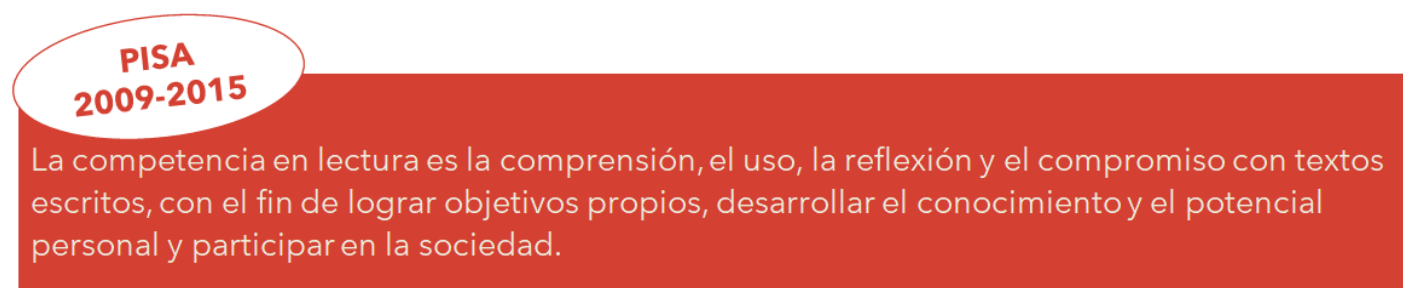 PISA
2009-2015
La competencia en lectura es la comprensión, el uso, la reflexión y el compromiso con textos
escritos, con el fin de lograr objetivos propios, desarrollar el conocimiento y el potencial
personal y participar en la sociedad.